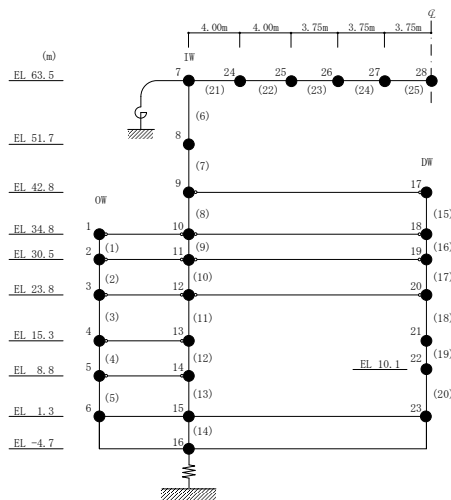 ℄
4.00m 4.00m 3.75m 3.75m 3.75m
(m) IW
EL 63.5 7 24 25 26 27 28
(21) (22) (23) (24) (25)
(6)
EL 51.7 8
(7)
DW
EL 42.8 9 17
OW (8) (15)
EL 34.8 1 10 18
(1) (9) (16)
EL 30.5 2 11 19
(2) (10) (17)
EL 23.8 3 12 20
(3) (11) (18)
EL 15.3 4 13 21
(4) (12) (19)
EL 8.8 5 14 EL 10.1 22
(5) (13) (20)
EL 1.3 6 15 23
(14)
EL -4.7 16